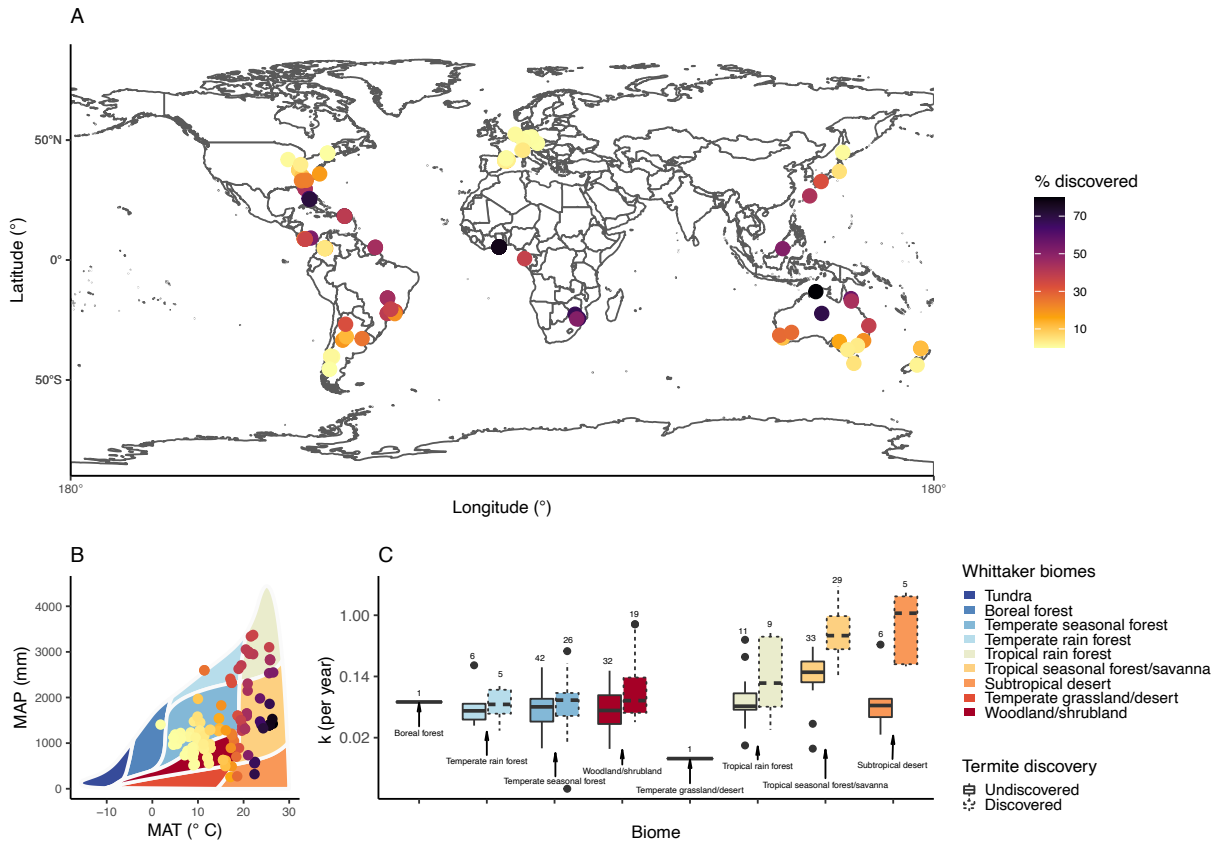 A
50°N
0°
50°S
Latitude (°)
180°
180°
Longitude (°)
% discovered
70
50
30
10
B
4000
3000
2000
1000
0
MAP (mm)
−10
0
10
20
30
MAT (° C)
C
1.00
0.14
0.02
k (per year)
1
6
5
42
26
32
19
1
11
9
33
29
6
5
Boreal forest
Temperate rain forest
Temperate seasonal forest
Woodland/shrubland
Temperate grassland/desert
Tropical rain forest
Tropical seasonal forest/savanna
Subtropical desert
Biome
Whittaker biomes
Tundra
Boreal forest
Temperate seasonal forest
Temperate rain forest
Tropical rain forest
Tropical seasonal forest/savanna
Subtropical desert
Temperate grassland/desert
Woodland/shrubland
Termite discovery
Undiscovered
Discovered